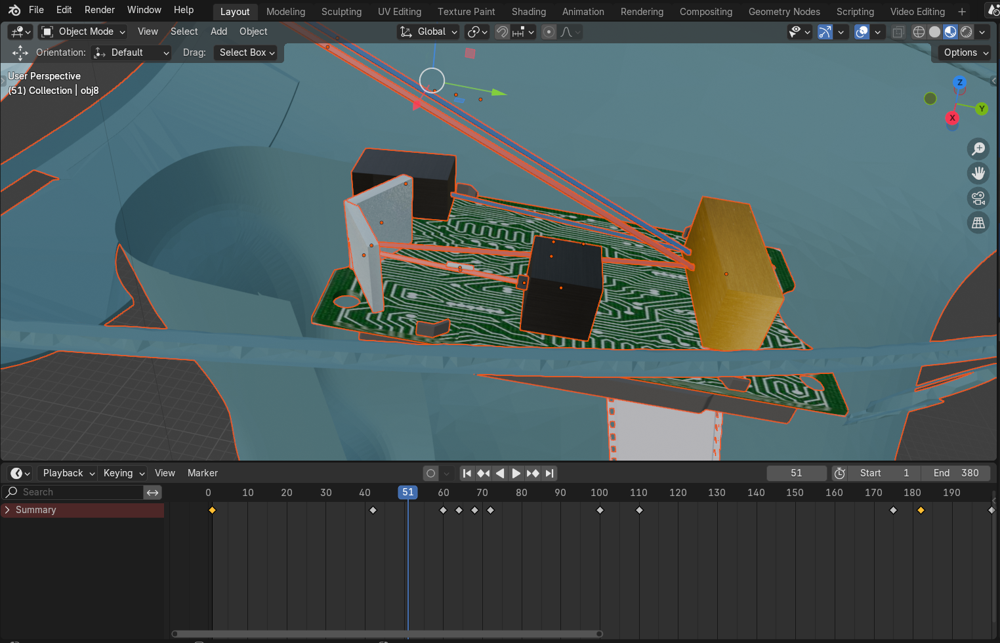 File Edit Render Window Help Layout Modeling Sculpting UV Editing Texture Paint Shading Animation Rendering Compositing Geometry Nodes Scripting Video Editing +
Object Mode View Select Add Object Global
Orientation: Default Drag: Select Box Options
User Perspective
(51) Collection | obj8
Z
Y
X
Playback Keying View Marker 51 Start 1 End 380
Search 0 10 20 30 40 51 60 70 80 90 100 110 120 130 140 150 160 170 180 190
Summary